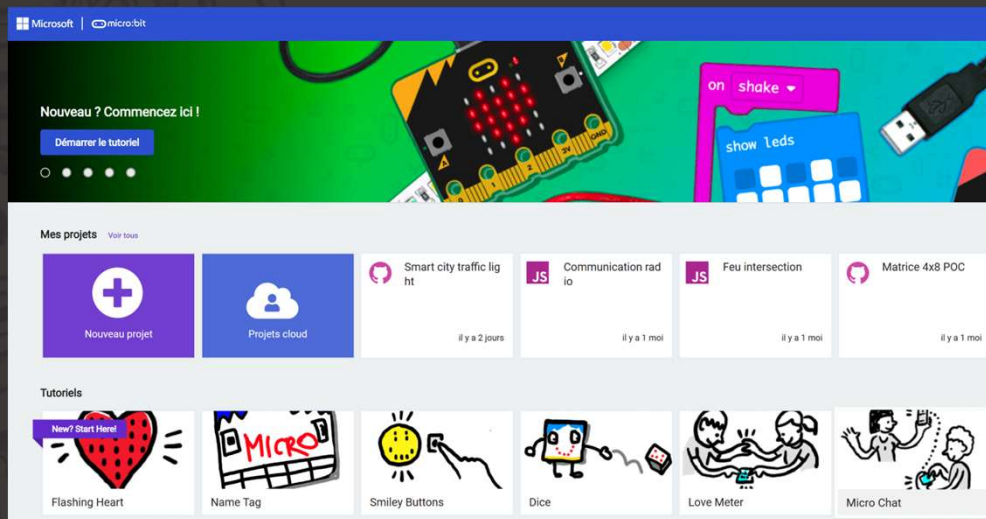 Microsoft | micro:bit
Nouveau ? Commencez ici !
Démarrer le tutoriel
A
B
0
1
2
3V
GND
on shake
show leds
Mes projets Voir tous
Nouveau projet
Projets cloud
Smart city traffic lig
ht
il y a 2 jours
JS
Communication rad
io
il y a 1 moi
JS
Feu intersection
il y a 1 moi
Matrice 4x8 POC
il y a 1 moi
Tutoriels
New? Start Here!
Flashing Heart
MICRO
Name Tag
Smiley Buttons
Dice
Love Meter
Micro Chat